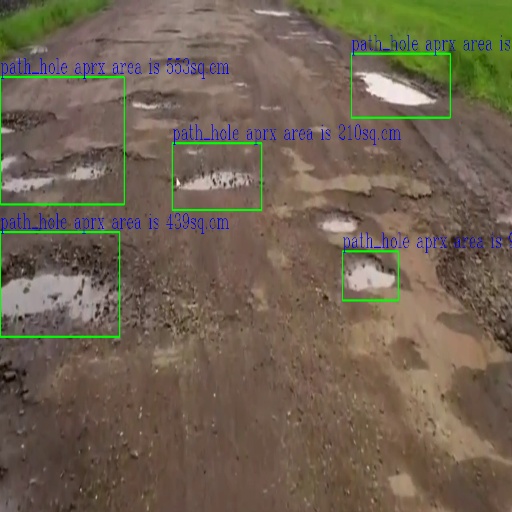 path_hole aprx area is
path_hole aprx area is 553sq.cm
path_hole aprx area is 210sq.cm
path_hole aprx area is 439sq.cm
path_hole aprx area is